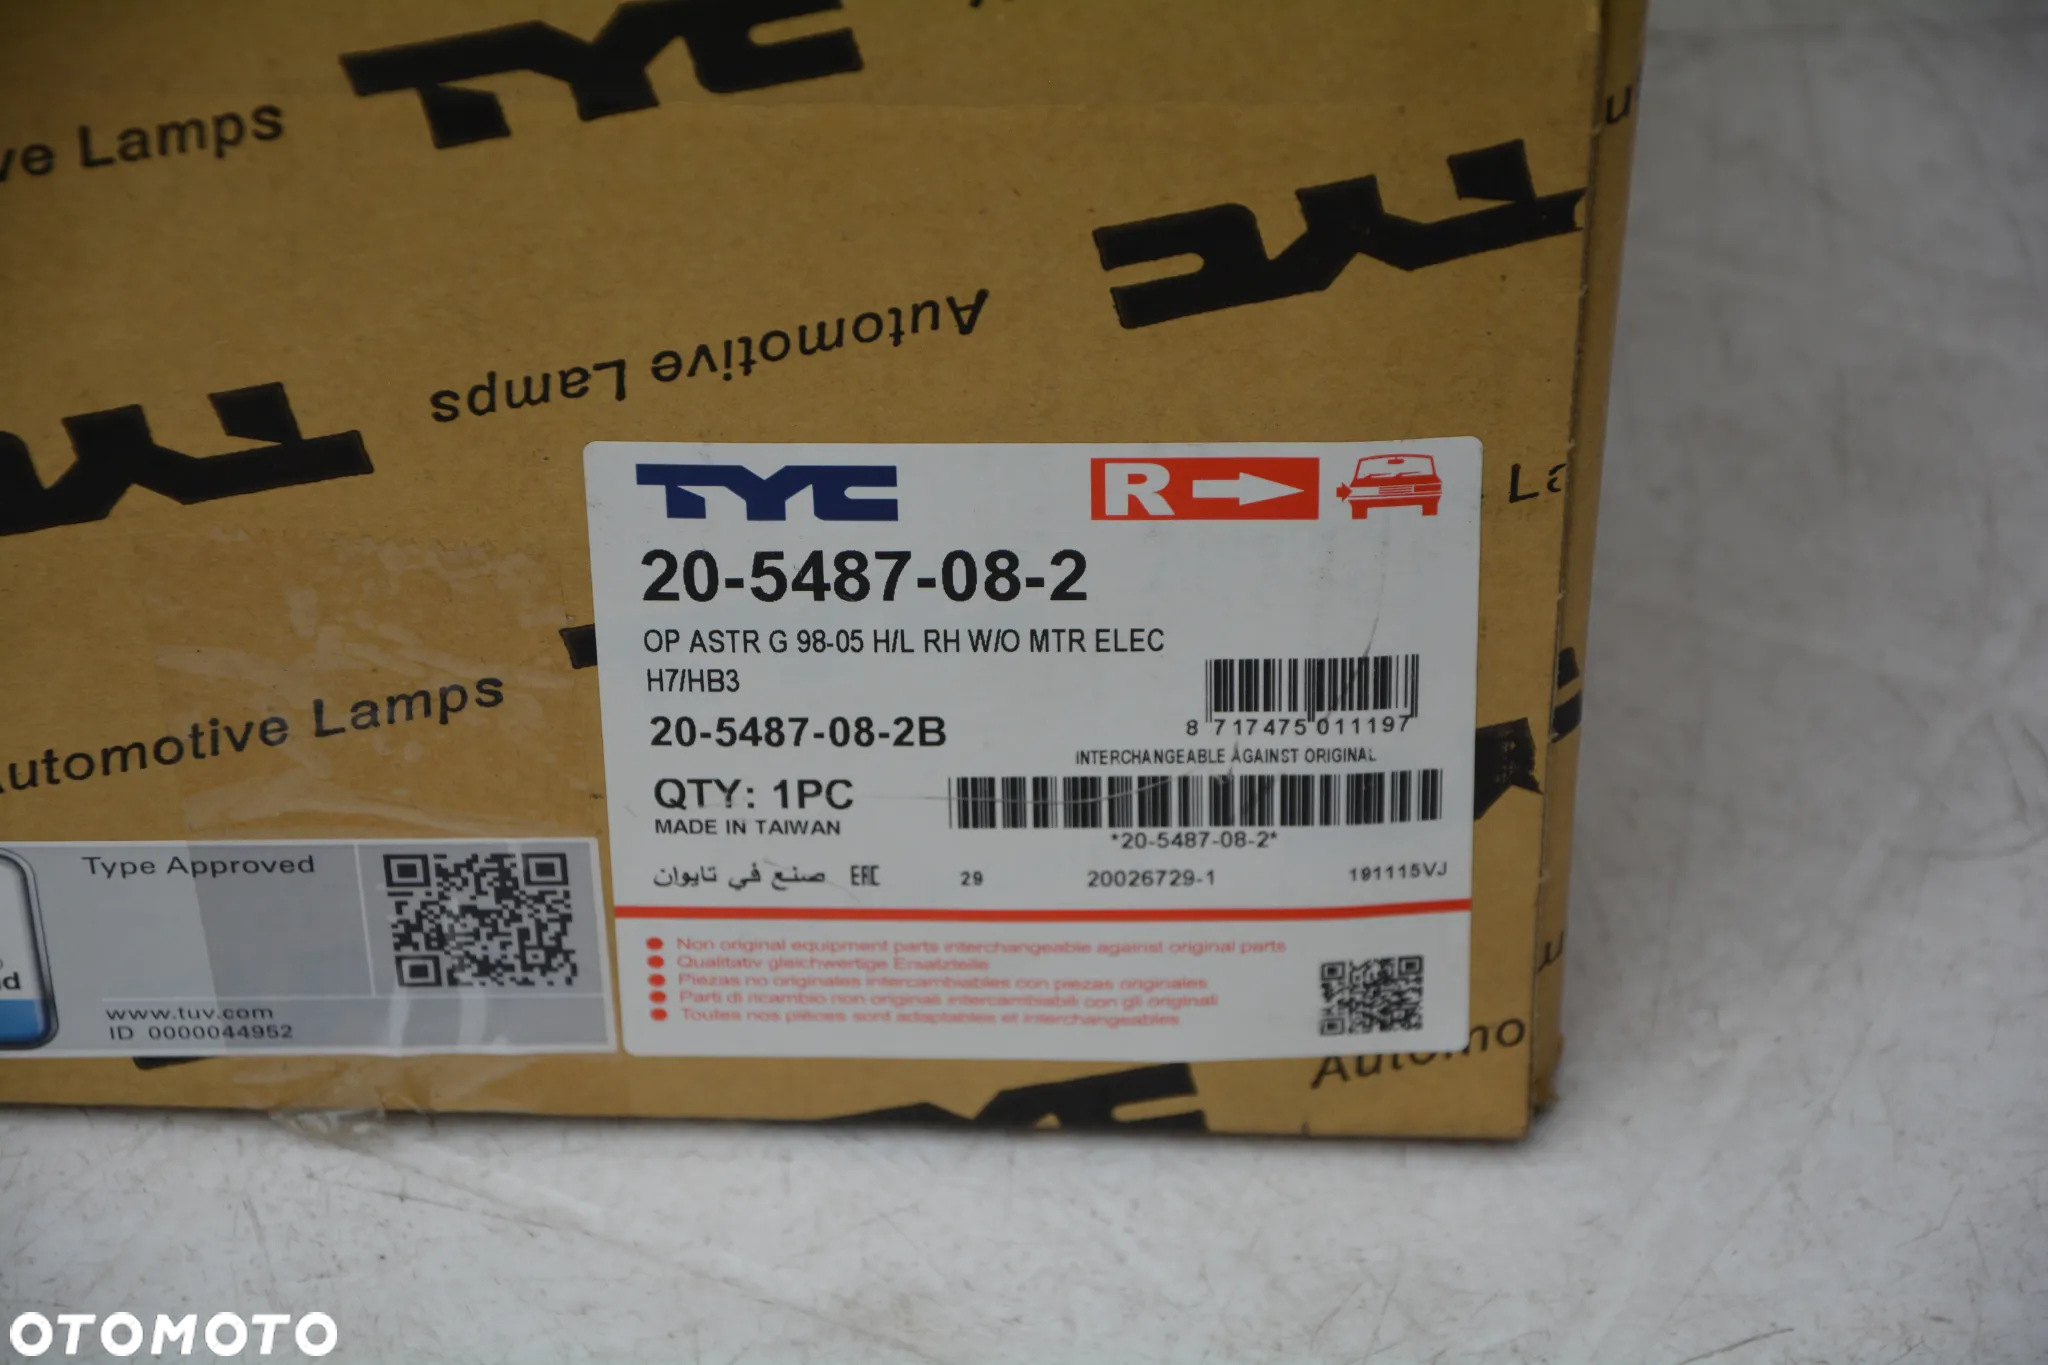 TYC
ve Lamps
TYC
Automotive Lamps
utomotive Lamps
TYC
R
20-5487-08-2
OP ASTR G 98-05 H/L RH W/O MTR ELEC
H7/HB3
8 717475 011197
20-5487-08-2B
INTERCHANGEABLE AGAINST ORIGINAL
QTY: 1PC
MADE IN TAIWAN
*20-5487-08-2*
صنع في تايوان EAC 29 20026729-1 191115VJ
Non original equipment parts interchangeable against original parts
Qualitativ gleichwertige Ersatzteile
Piezas no originales intercambiables con piezas originales
Parti di ricambio non originali intercambiabili con gli originali
Toutes nos pièces sont adaptables et interchangeables
Type Approved
www.tuv.com
ID 0000044952
Automo
OTOMOTO